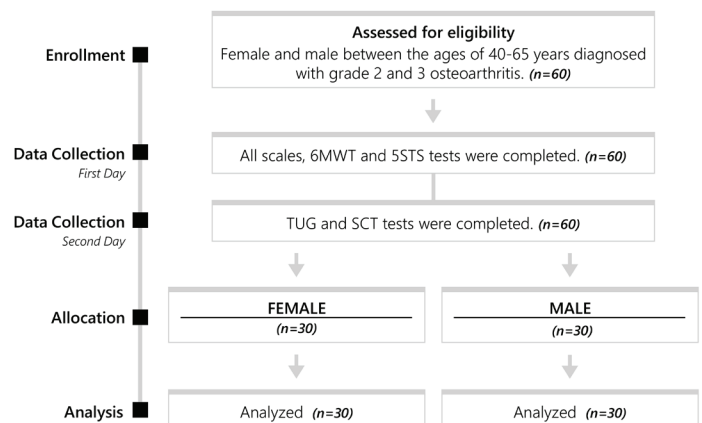 Enrollment
Assessed for eligibility
Female and male between the ages of 40-65 years diagnosed
with grade 2 and 3 osteoarthritis. (n=60)
Data Collection
First Day
All scales, 6MWT and 5STS tests were completed. (n=60)
Data Collection
Second Day
TUG and SCT tests were completed. (n=60)
Allocation
FEMALE
(n=30)
MALE
(n=30)
Analysis
Analyzed (n=30)
Analyzed (n=30)